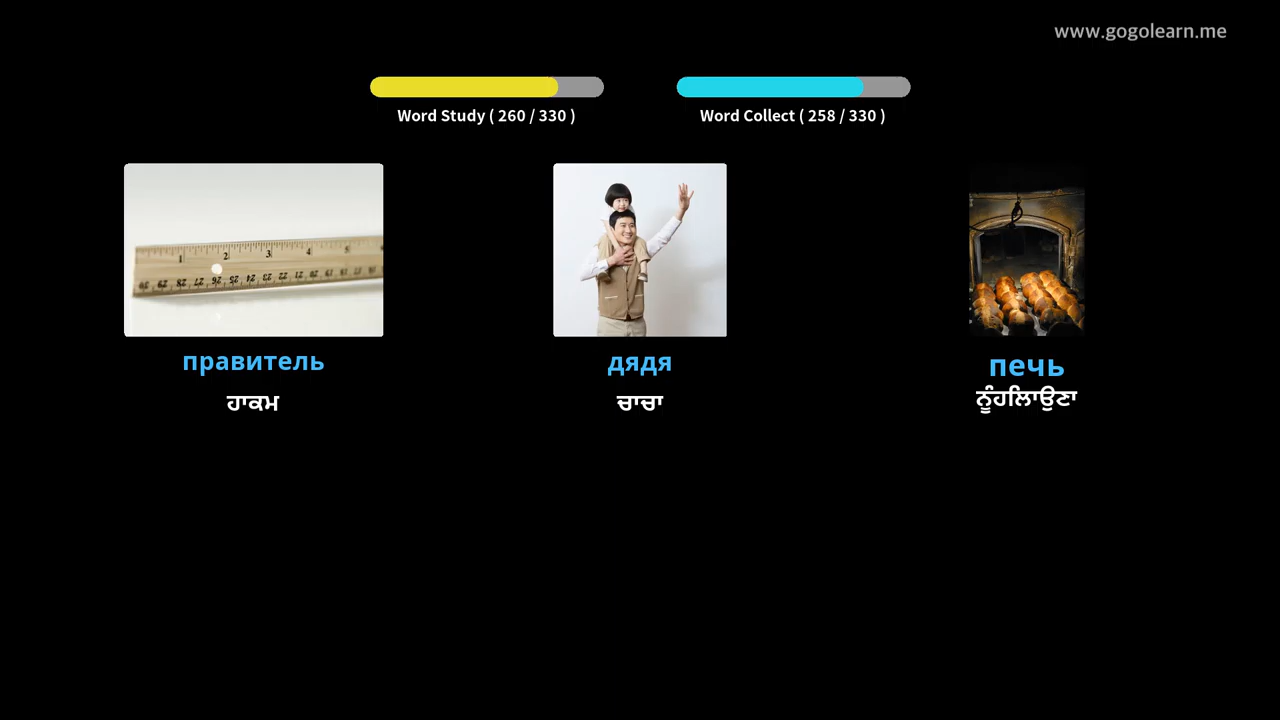 www.gogolearn.me
Word Study ( 260 / 330 )
Word Collect ( 258 / 330 )
правитель
дядя
печь
ਹਾਕਮ
ਚਾਚਾ
ਨੂੰਹਲਿਾਉਣਾ